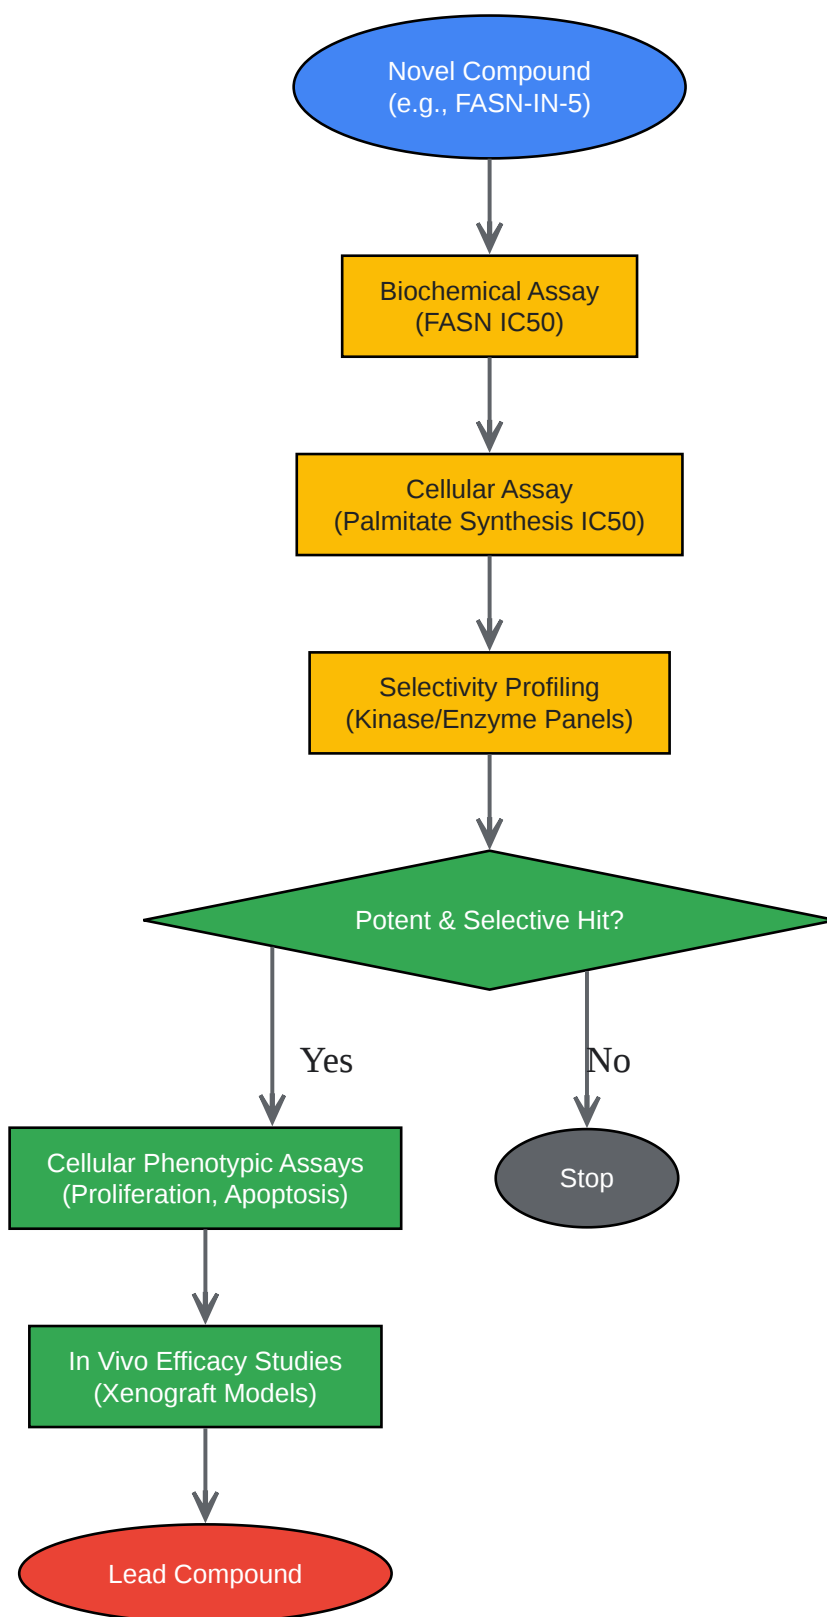 Novel Compound
(e.g., FASN-IN-5)
Biochemical Assay
(FASN IC50)
Cellular Assay
(Palmitate Synthesis IC50)
Selectivity Profiling
(Kinase/Enzyme Panels)
Potent & Selective Hit?
Yes
No
Cellular Phenotypic Assays
(Proliferation, Apoptosis)
Stop
In Vivo Efficacy Studies
(Xenograft Models)
Lead Compound